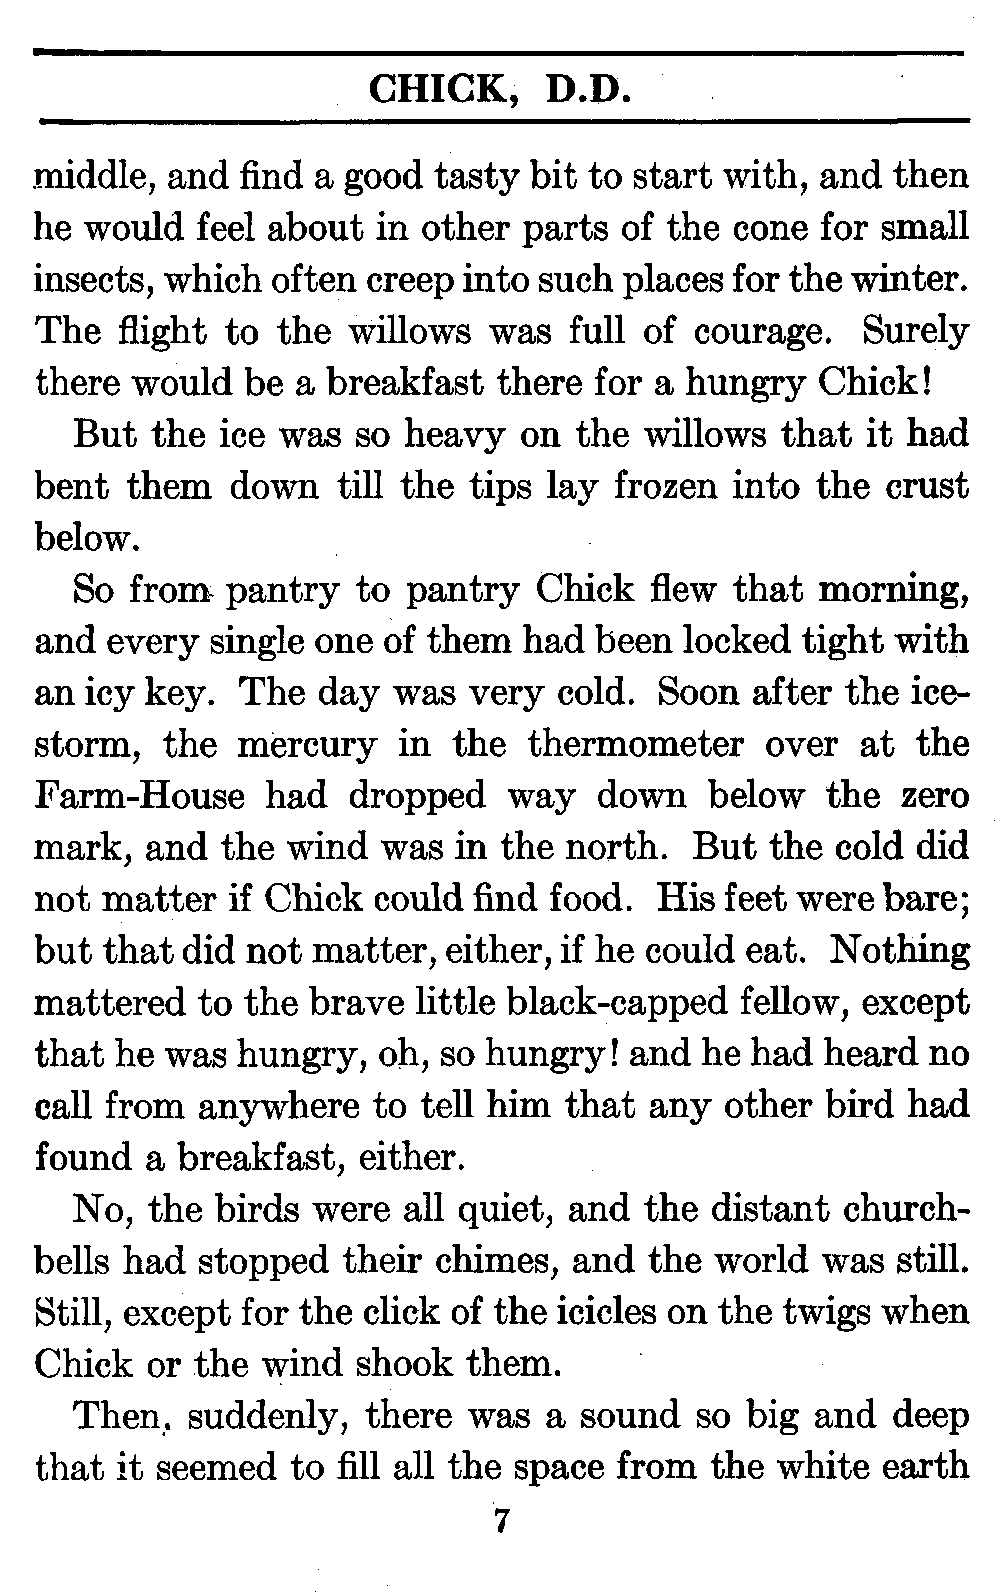 CHICK, D.D.
middle, and find a good tasty bit to start with, and then
he would feel about in other parts of the cone for small
insects, which often creep into such places for the winter.
The flight to the willows was full of courage. Surely
there would be a breakfast there for a hungry Chick!
But the ice was so heavy on the willows that it had
bent them down till the tips lay frozen into the crust
below.
So from pantry to pantry Chick flew that morning,
and every single one of them had been locked tight with
an icy key. The day was very cold. Soon after the ice-
storm, the mercury in the thermometer over at the
Farm-House had dropped way down below the zero
mark, and the wind was in the north. But the cold did
not matter if Chick could find food. His feet were bare;
but that did not matter, either, if he could eat. Nothing
mattered to the brave little black-capped fellow, except
that he was hungry, oh, so hungry! and he had heard no
call from anywhere to tell him that any other bird had
found a breakfast, either.
No, the birds were all quiet, and the distant church-
bells had stopped their chimes, and the world was still.
Still, except for the click of the icicles on the twigs when
Chick or the wind shook them.
Then, suddenly, there was a sound so big and deep
that it seemed to fill all the space from the white earth
7